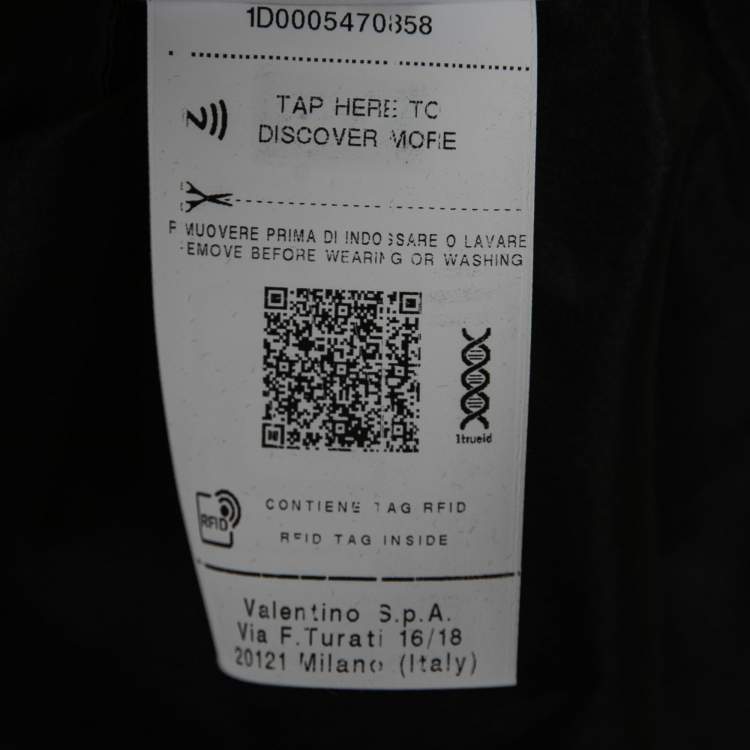 1D0005470858
TAP HERE TO
DISCOVER MORE
RIMUOVERE PRIMA DI INDOSSARE O LAVARE
REMOVE BEFORE WEARING OR WASHING
1trueid
RFID
CONTIENE TAG RFID
RFID TAG INSIDE
Valentino S.p.A.
Via F.Turati 16/18
20121 Milano (Italy)